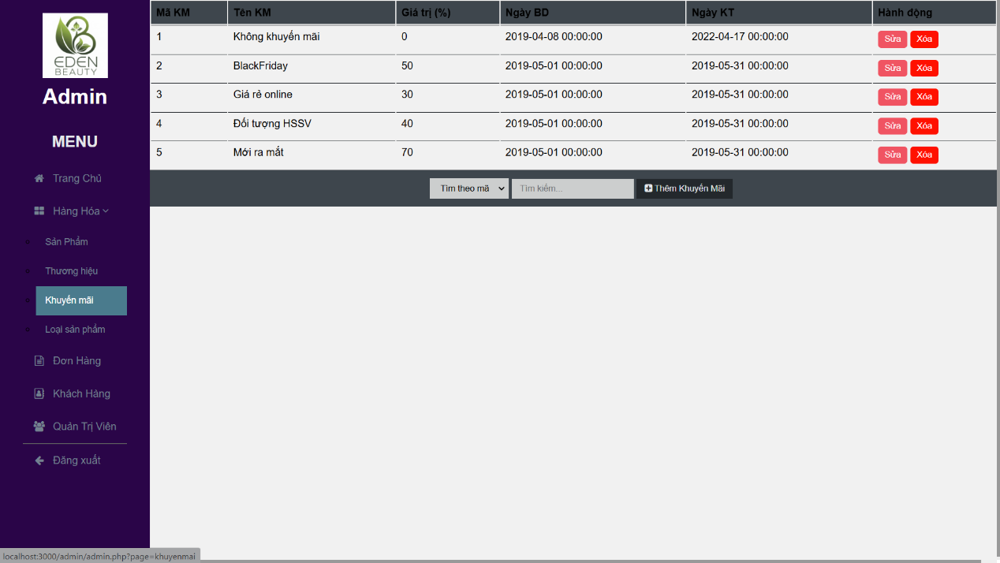 EDEN
BEAUTY
Admin
MENU
Trang Chủ
Hàng Hóa
Sản Phẩm
Thương hiệu
Khuyến mãi
Loại sản phẩm
Đơn Hàng
Khách Hàng
Quản Trị Viên
Đăng xuất
Mã KM Tên KM Giá trị (%) Ngày BD Ngày KT Hành động
1 Không khuyến mãi 0 2019-04-08 00:00:00 2022-04-17 00:00:00 Sửa Xóa
2 BlackFriday 50 2019-05-01 00:00:00 2019-05-31 00:00:00 Sửa Xóa
3 Giá rẻ online 30 2019-05-01 00:00:00 2019-05-31 00:00:00 Sửa Xóa
4 Đối tượng HSSV 40 2019-05-01 00:00:00 2019-05-31 00:00:00 Sửa Xóa
5 Mới ra mắt 70 2019-05-01 00:00:00 2019-05-31 00:00:00 Sửa Xóa
Tìm theo mã Tìm kiếm... Thêm Khuyến Mãi
localhost:3000/admin/admin.php?page=khuyenmai